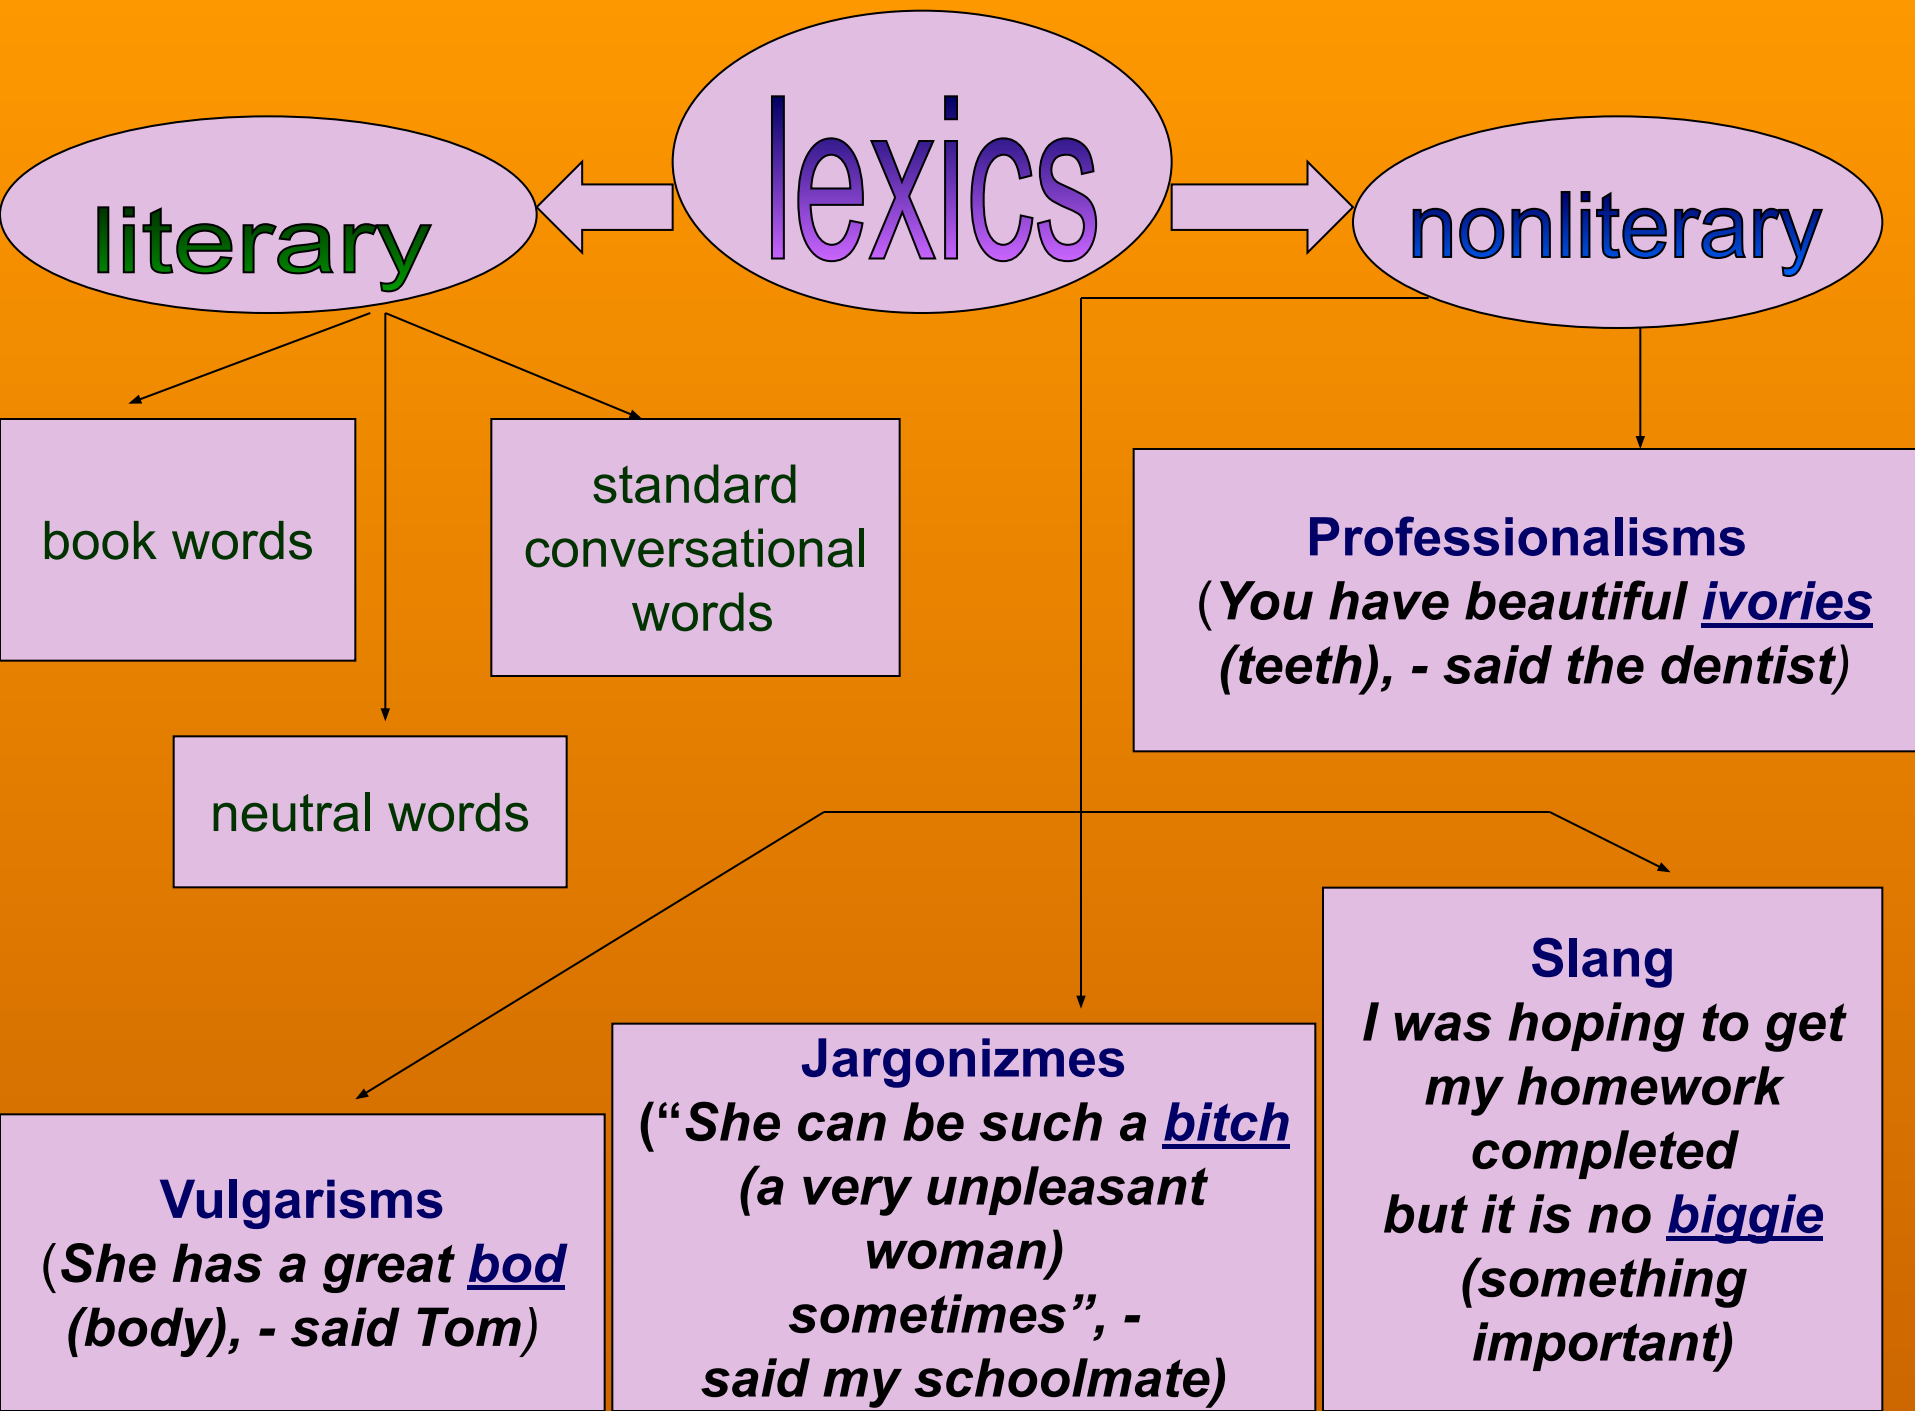 lexics
literary
nonliterary
book words
standard
conversational
words
neutral words
Professionalisms
(You have beautiful ivories
(teeth), - said the dentist)
Vulgarisms
(She has a great bod
(body), - said Tom)
Jargonizmes
(“She can be such a bitch
(a very unpleasant
woman)
sometimes”, -
said my schoolmate)
Slang
I was hoping to get
my homework
completed
but it is no biggie
(something
important)